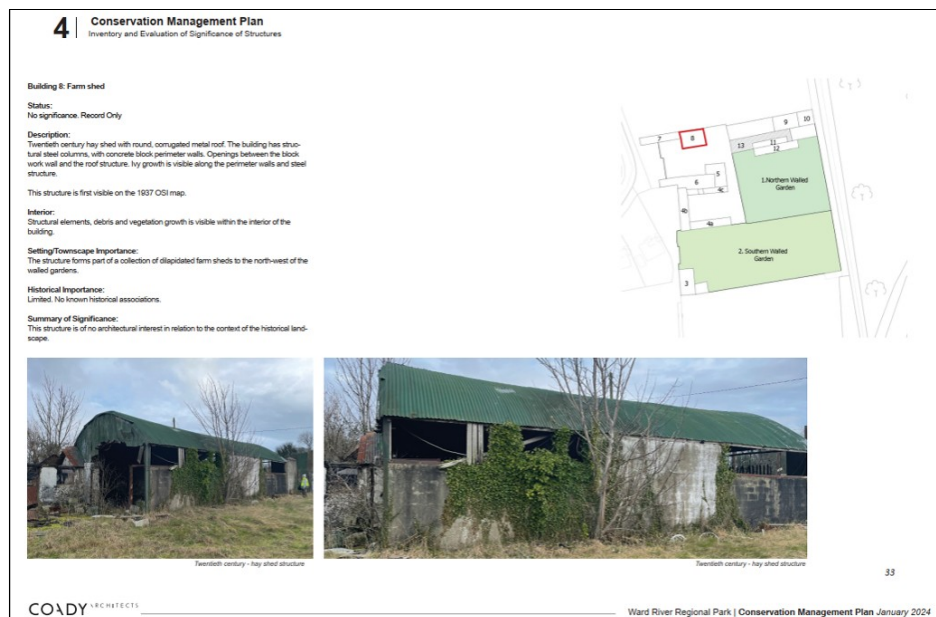 4
Conservation Management Plan
Inventory and Evaluation of Significance of Structures
Building 8: Farm shed
Status:
No significance. Record Only
Description:
Twentieth century hay shed with round, corrugated metal roof. The building has struc-
tural steel columns, with concrete block perimeter walls. Openings between the block
work wall and the roof structure. Ivy growth is visible along the perimeter walls and steel
structure.
This structure is first visible on the 1937 OSI map.
Interior:
Structural elements, debris and vegetation growth is visible within the interior of the
building.
Setting/Townscape Importance:
The structure forms part of a collection of dilapidated farm sheds to the north-west of the
walled gardens.
Historical Importance:
Limited. No known historical associations.
Summary of Significance:
This structure is of no architectural interest in relation to the context of the historical land-
scape.
7
8
9
10
13
11
12
5
6
4c
1.Northern Walled
Garden
4b
4a
2. Southern Walled
Garden
3
Twentieth century - hay shed structure
Twentieth century - hay shed structure
33
COADY ARCHITECTS
Ward River Regional Park | Conservation Management Plan January 2024